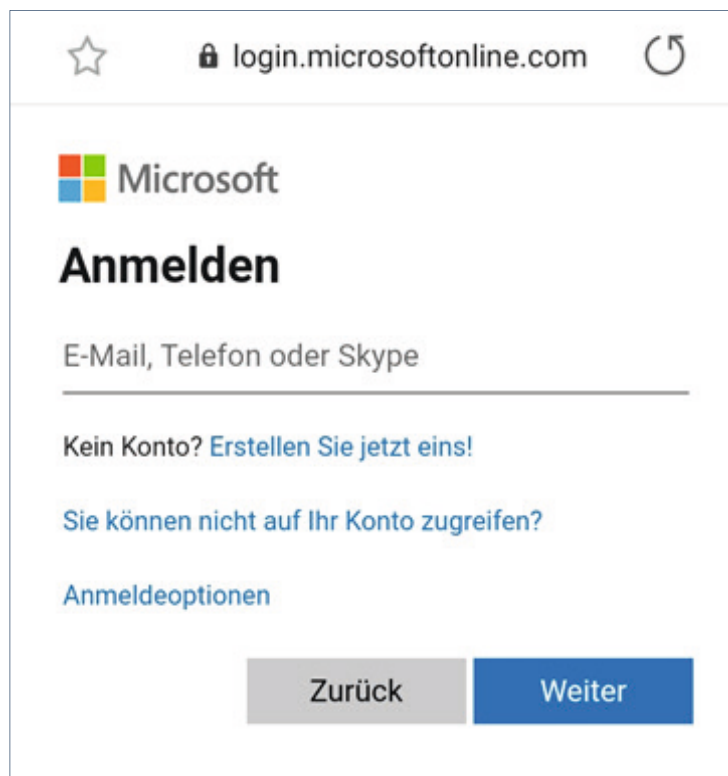 login.microsoftonline.com
Microsoft
Anmelden
E-Mail, Telefon oder Skype
Kein Konto? Erstellen Sie jetzt eins!
Sie können nicht auf Ihr Konto zugreifen?
Anmeldeoptionen
Zurück Weiter